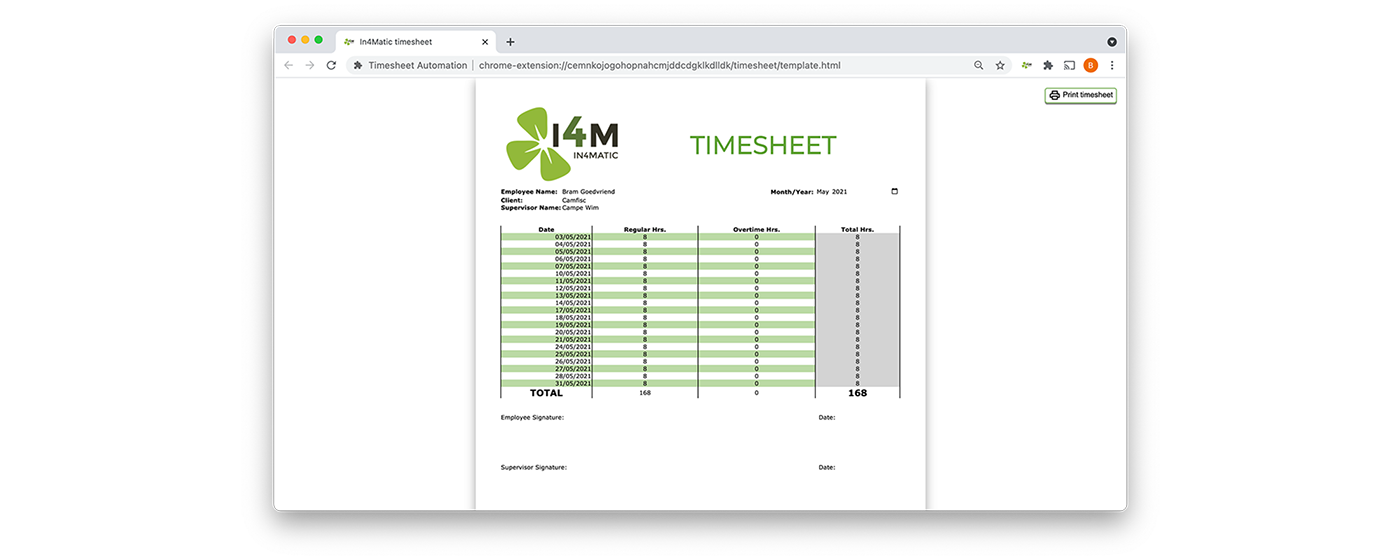 In4Matic timesheet
Timesheet Automation | chrome-extension://cemnkojogohopnahcmjddcdgklkdlldk/timesheet/template.html B
Print timesheet
I4M
IN4MATIC
TIMESHEET
Employee Name: Bram Goedvriend Month/Year: May 2021
Client: Camfisc
Supervisor Name: Campe Wim
Date Regular Hrs. Overtime Hrs. Total Hrs.
03/05/2021 8 0 8
04/05/2021 8 0 8
05/05/2021 8 0 8
06/05/2021 8 0 8
07/05/2021 8 0 8
10/05/2021 8 0 8
11/05/2021 8 0 8
12/05/2021 8 0 8
13/05/2021 8 0 8
14/05/2021 8 0 8
17/05/2021 8 0 8
18/05/2021 8 0 8
19/05/2021 8 0 8
20/05/2021 8 0 8
21/05/2021 8 0 8
24/05/2021 8 0 8
25/05/2021 8 0 8
26/05/2021 8 0 8
27/05/2021 8 0 8
28/05/2021 8 0 8
31/05/2021 8 0 8
TOTAL 168 0 168
Employee Signature: Date:
Supervisor Signature: Date: